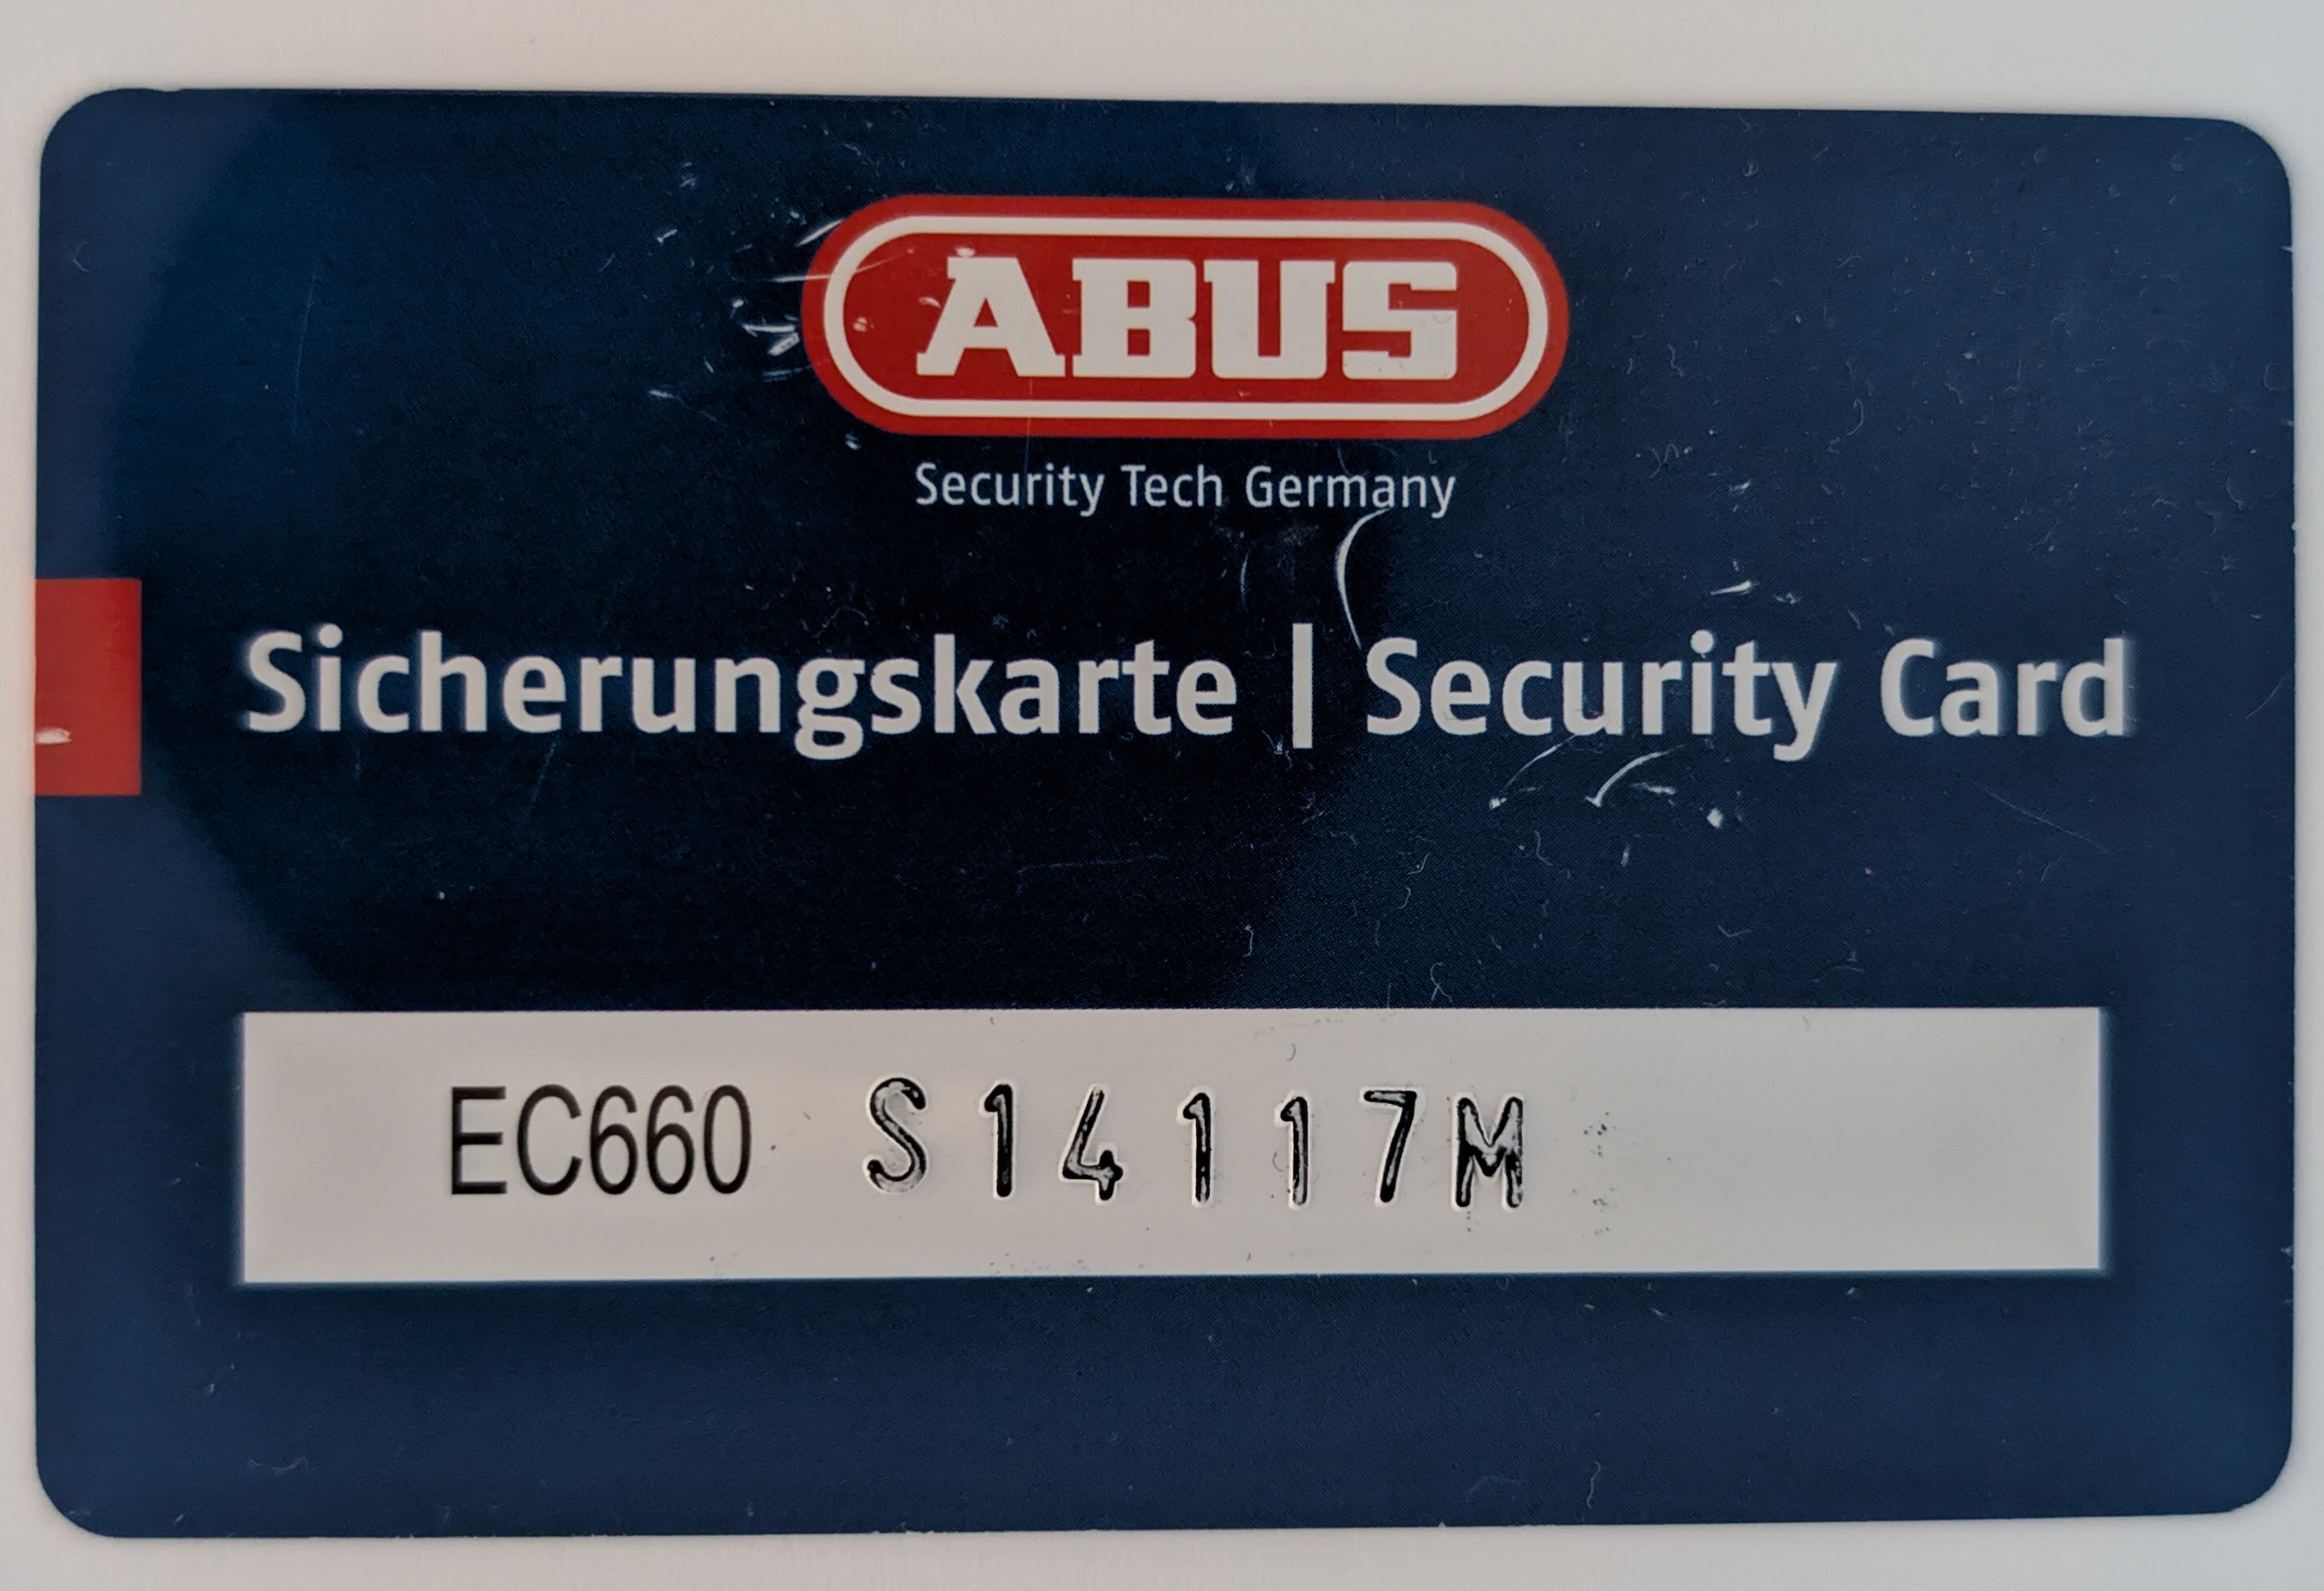 ABUS
Security Tech Germany
Sicherungskarte | Security Card
EC660 S14117M